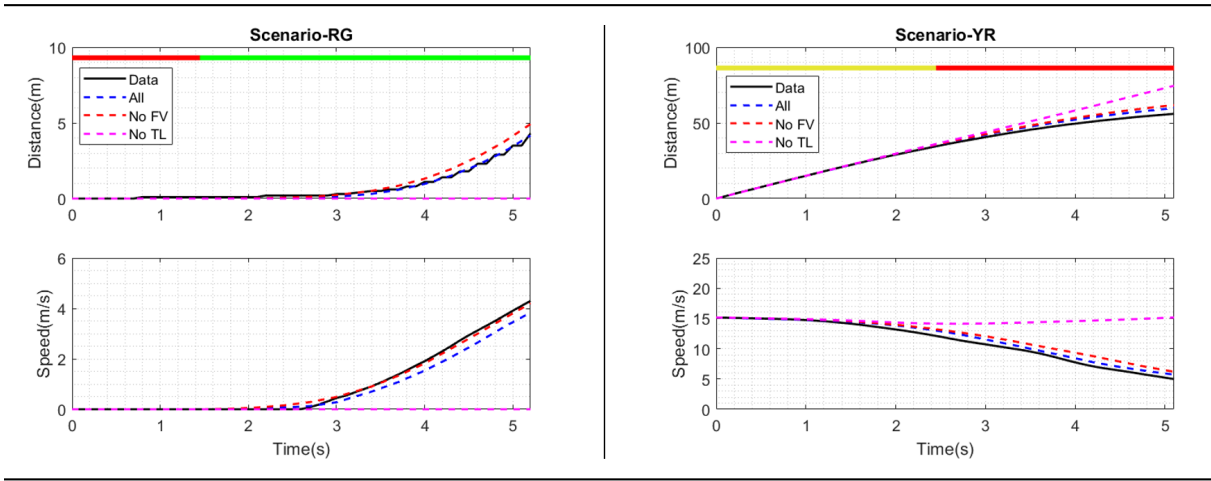 Scenario-RG
10
5
0
Distance(m)
Data
All
No FV
No TL
0 1 2 3 4 5
6
4
2
0
Speed(m/s)
0 1 2 3 4 5
Time(s)
Scenario-YR
100
50
0
Distance(m)
Data
All
No FV
No TL
0 1 2 3 4 5
25
20
15
10
5
0
Speed(m/s)
0 1 2 3 4 5
Time(s)